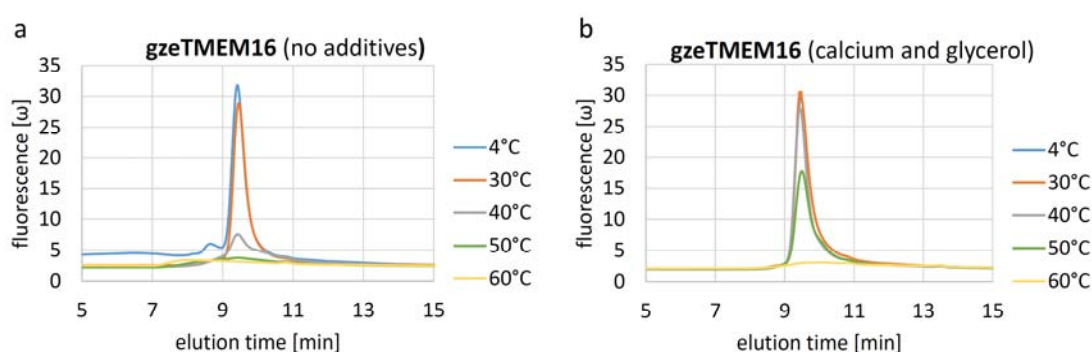 a
gzeTMEM16 (no additives)
35
30
25
20
15
10
5
0
fluorescence [ω]
5 7 9 11 13 15
elution time [min]
4°C
30°C
40°C
50°C
60°C
b
gzeTMEM16 (calcium and glycerol)
35
30
25
20
15
10
5
0
fluorescence [ω]
5 7 9 11 13 15
elution time [min]
4°C
30°C
40°C
50°C
60°C